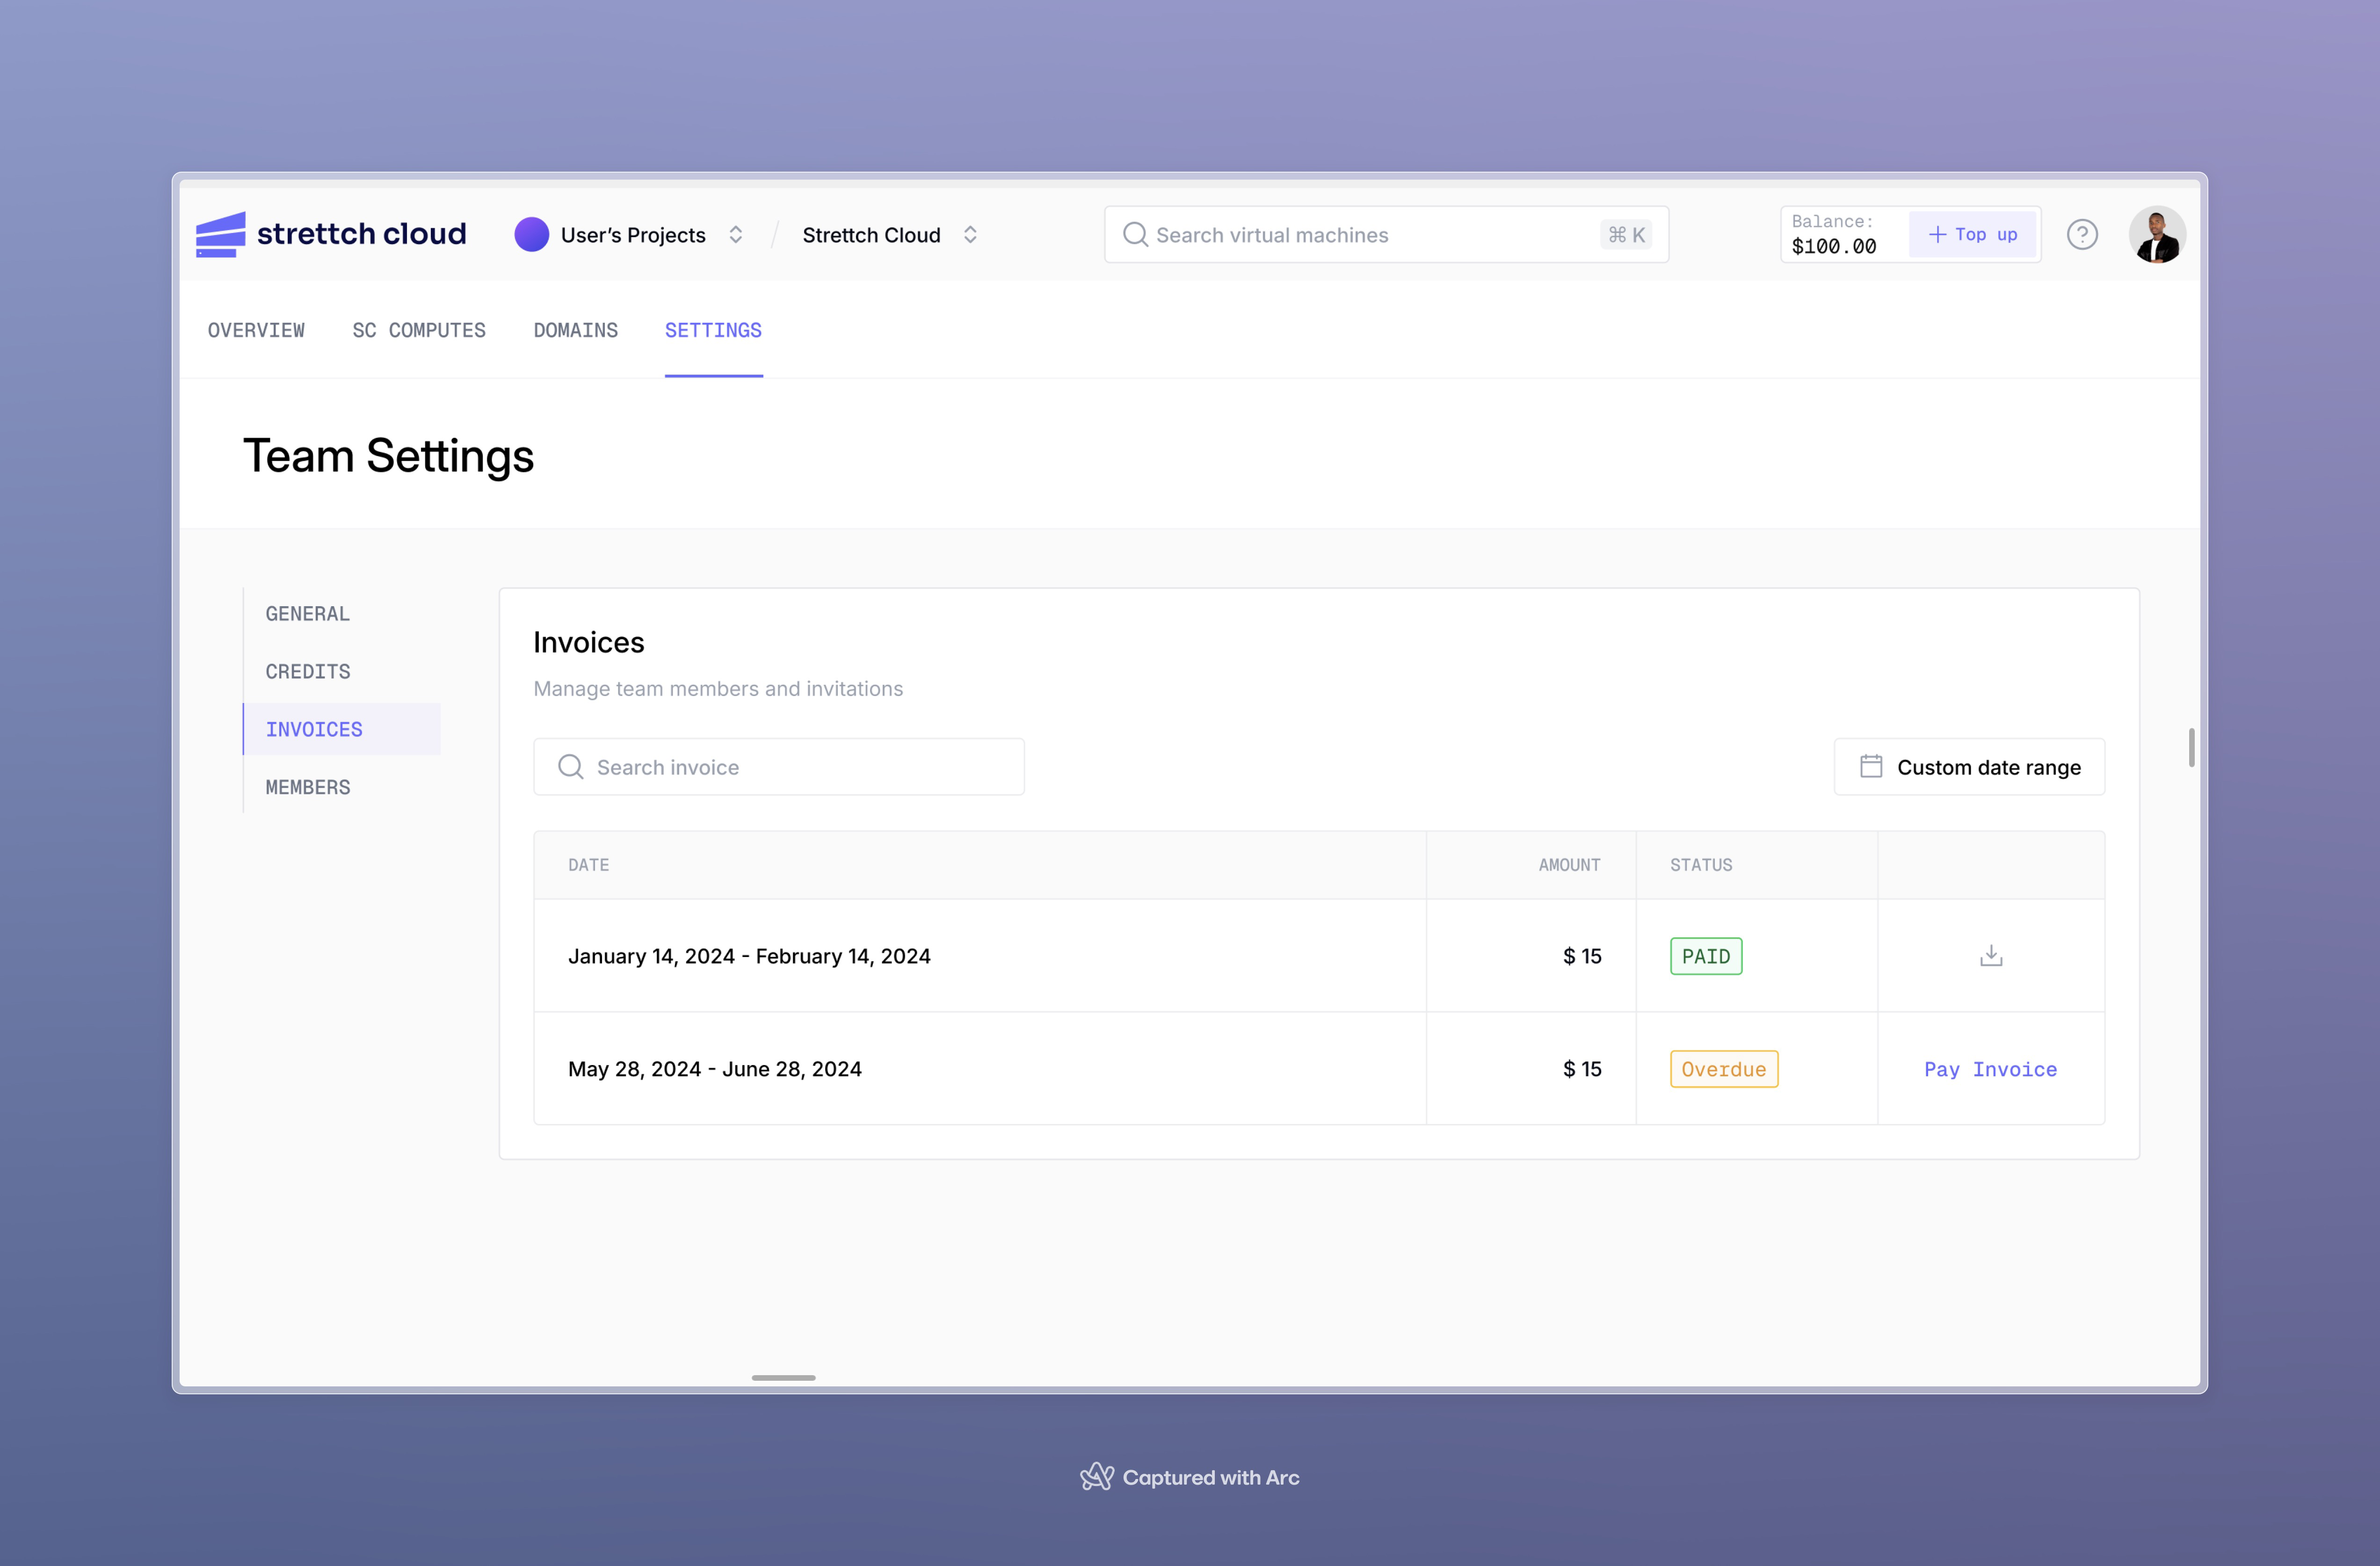 strettch cloud
User’s Projects
/
Strettch Cloud
Search virtual machines
⌘ K
Balance:
$100.00
+ Top up
?
OVERVIEW
SC COMPUTES
DOMAINS
SETTINGS
Team Settings
GENERAL
CREDITS
INVOICES
MEMBERS
Invoices
Manage team members and invitations
Search invoice
Custom date range
DATE
AMOUNT
STATUS
January 14, 2024 - February 14, 2024
$ 15
PAID
May 28, 2024 - June 28, 2024
$ 15
Overdue
Pay Invoice
Captured with Arc